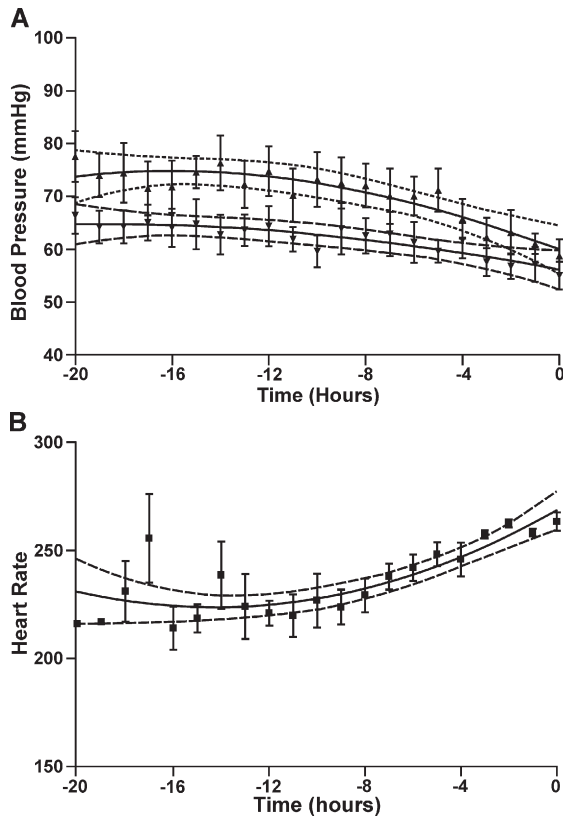 A
100
90
80
70
60
50
40
Blood Pressure (mmHg)
-20 -16 -12 -8 -4 0
Time (Hours)
B
300
250
200
150
Heart Rate
-20 -16 -12 -8 -4 0
Time (hours)